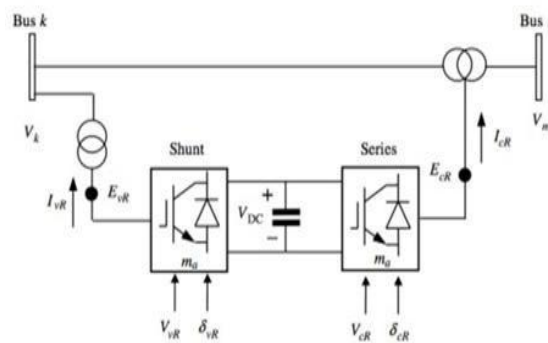 Bus k
Bus
V_k
V_m
I_cR
Shunt
Series
E_cR
I_vR
E_vR
+
V_DC
−
m_a
m_a
V_vR
δ_vR
V_cR
δ_cR